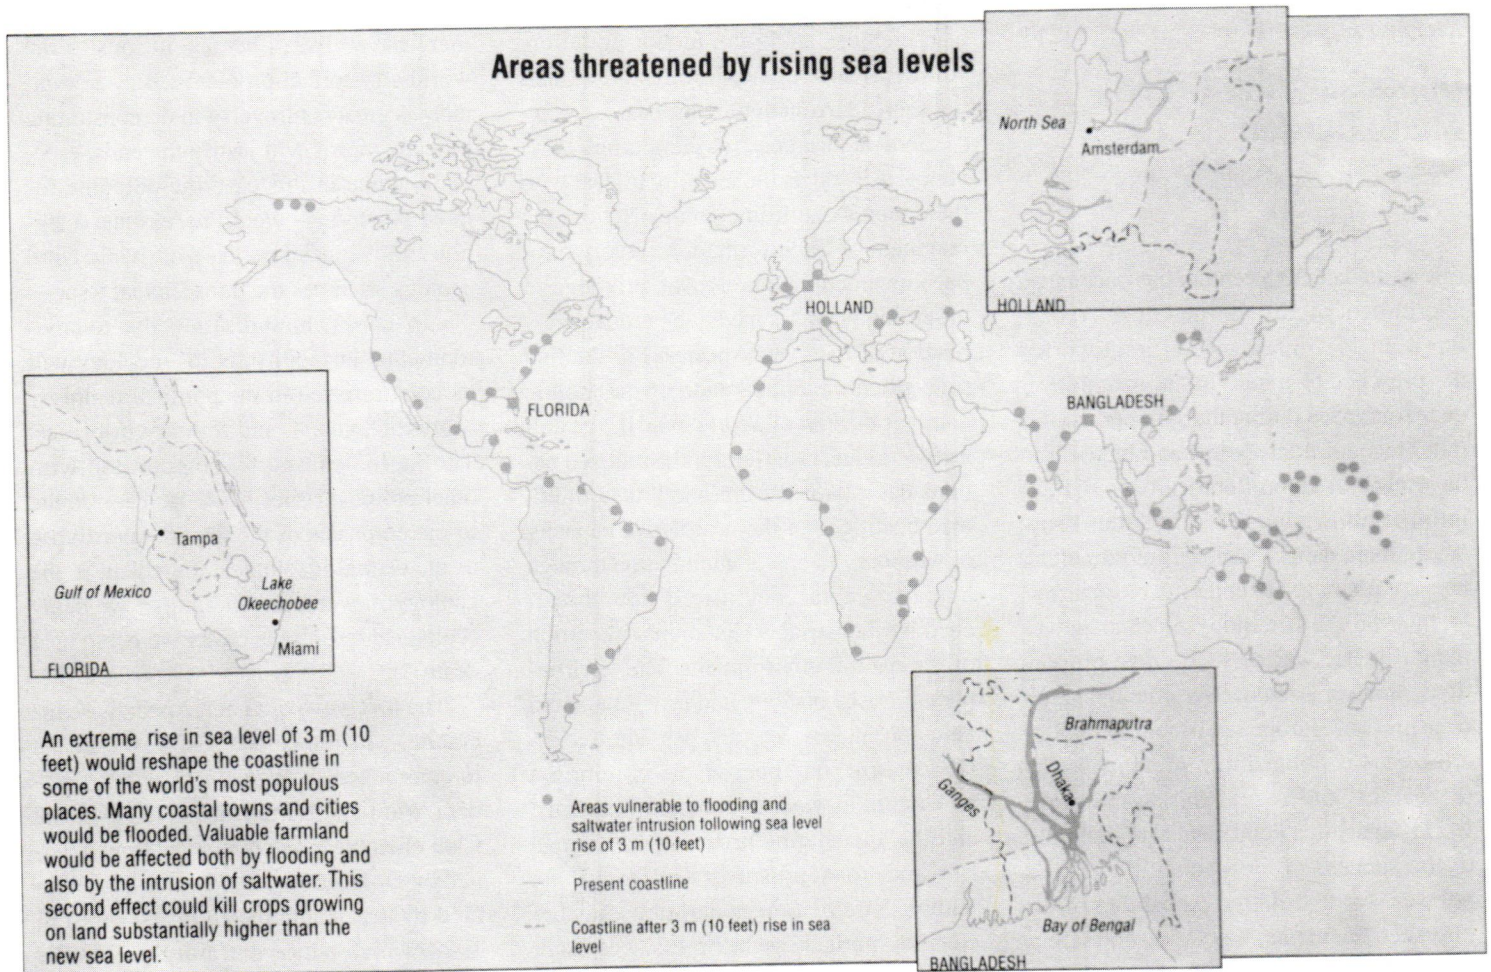 Areas threatened by rising sea levels
North Sea
Amsterdam
HOLLAND
HOLLAND
FLORIDA
BANGLADESH
Tampa
Gulf of Mexico
Lake
Okeechobee
Miami
FLORIDA
An extreme rise in sea level of 3 m (10
feet) would reshape the coastline in
some of the world's most populous
places. Many coastal towns and cities
would be flooded. Valuable farmland
would be affected both by flooding and
also by the intrusion of saltwater. This
second effect could kill crops growing
on land substantially higher than the
new sea level.
Areas vulnerable to flooding and
saltwater intrusion following sea level
rise of 3 m (10 feet)
Present coastline
Coastline after 3 m (10 feet) rise in sea
level
Brahmaputra
Dhaka
Ganges
Bay of Bengal
BANGLADESH